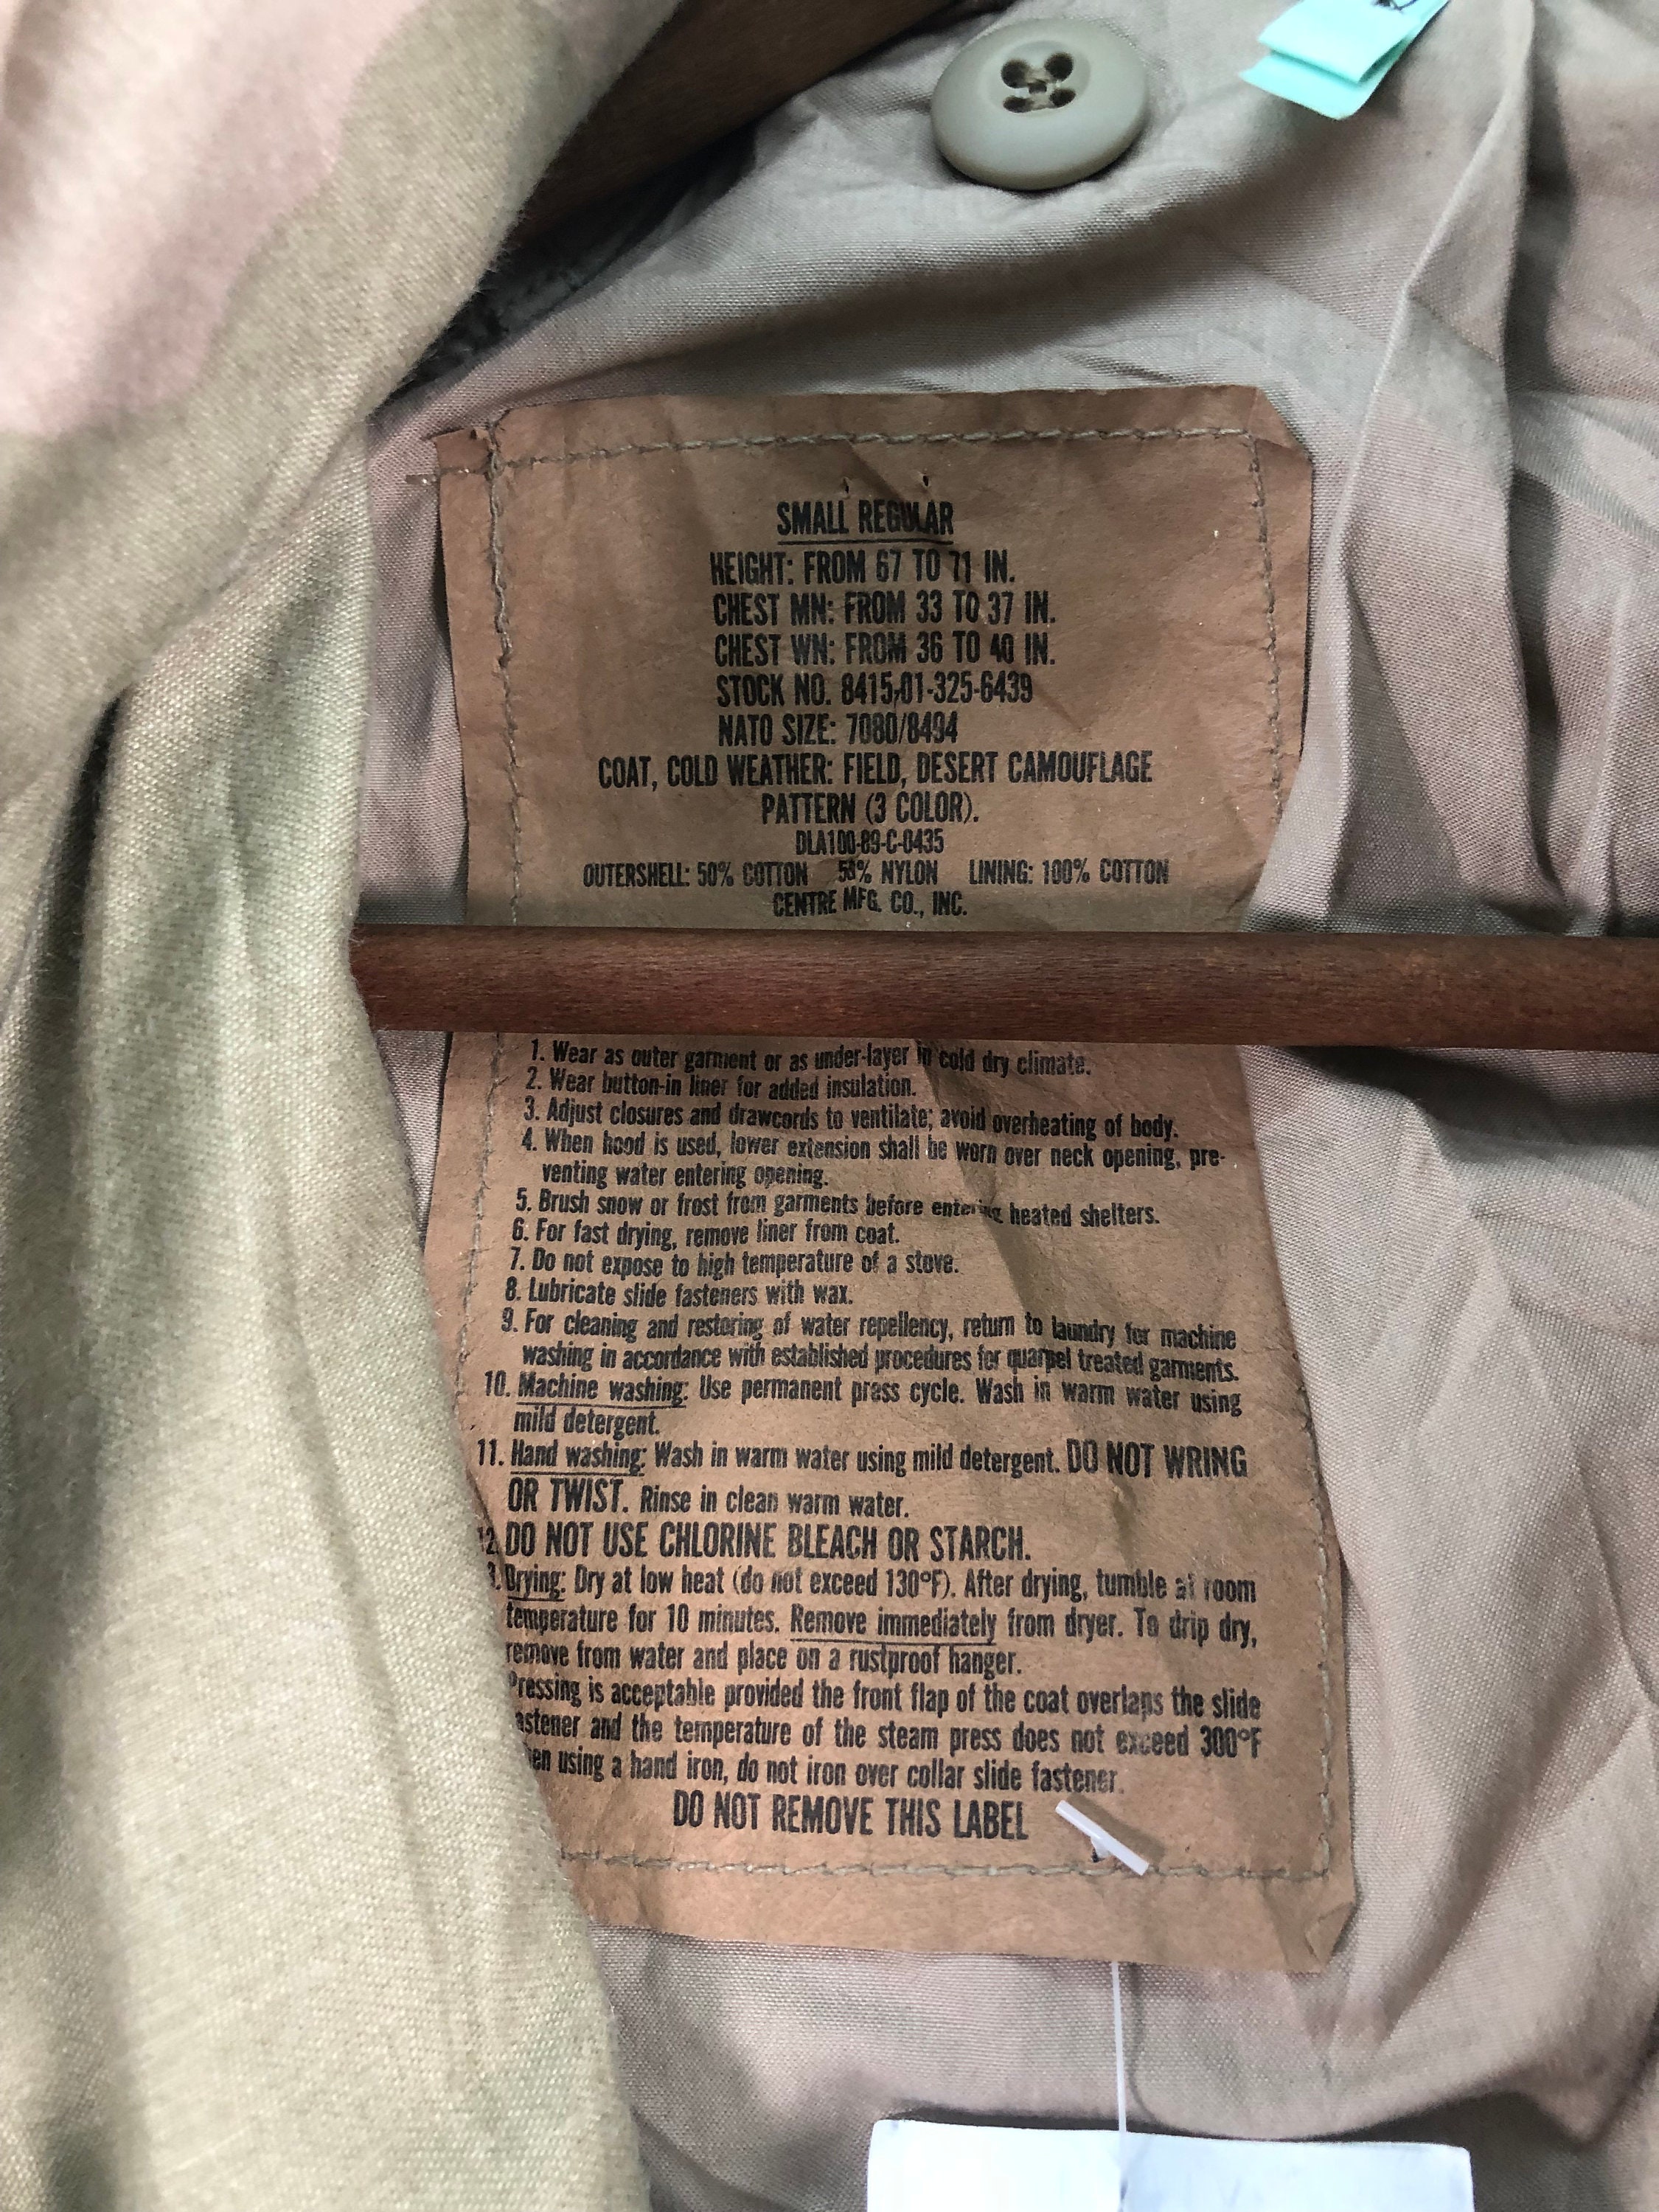 SMALL REGULAR
HEIGHT: FROM 67 TO 71 IN.
CHEST MN: FROM 33 TO 37 IN.
CHEST WN: FROM 36 TO 40 IN.
STOCK NO. 8415-01-325-6439
NATO SIZE: 7080/8494
COAT, COLD WEATHER: FIELD, DESERT CAMOUFLAGE
PATTERN (3 COLOR).
DLA100-89-C-0435
OUTERSHELL: 50% COTTON 50% NYLON LINING: 100% COTTON
CENTRE MFG. CO., INC.
1. Wear as outer garment or as under-layer in cold dry climate.
2. Wear button-in liner for added insulation.
3. Adjust closures and drawcords to ventilate; avoid overheating of body.
4. When hood is used, lower extension shall be worn over neck opening, pre-
venting water entering opening.
5. Brush snow or frost from garments before entering heated shelters.
6. For fast drying, remove liner from coat.
7. Do not expose to high temperature of a stove.
8. Lubricate slide fasteners with wax.
9. For cleaning and restoring of water repellency, return to laundry for machine
washing in accordance with established procedures for quarpel treated garments.
10. Machine washing: Use permanent press cycle. Wash in warm water using
mild detergent.
11. Hand washing: Wash in warm water using mild detergent. DO NOT WRING
OR TWIST. Rinse in clean warm water.
12. DO NOT USE CHLORINE BLEACH OR STARCH.
Drying: Dry at low heat (do not exceed 130°F). After drying, tumble at room
temperature for 10 minutes. Remove immediately from dryer. To drip dry,
remove from water and place on a rustproof hanger.
Pressing is acceptable provided the front flap of the coat overlaps the slide
astener and the temperature of the steam press does not exceed 300°F
en using a hand iron, do not iron over collar slide fastener.
DO NOT REMOVE THIS LABEL